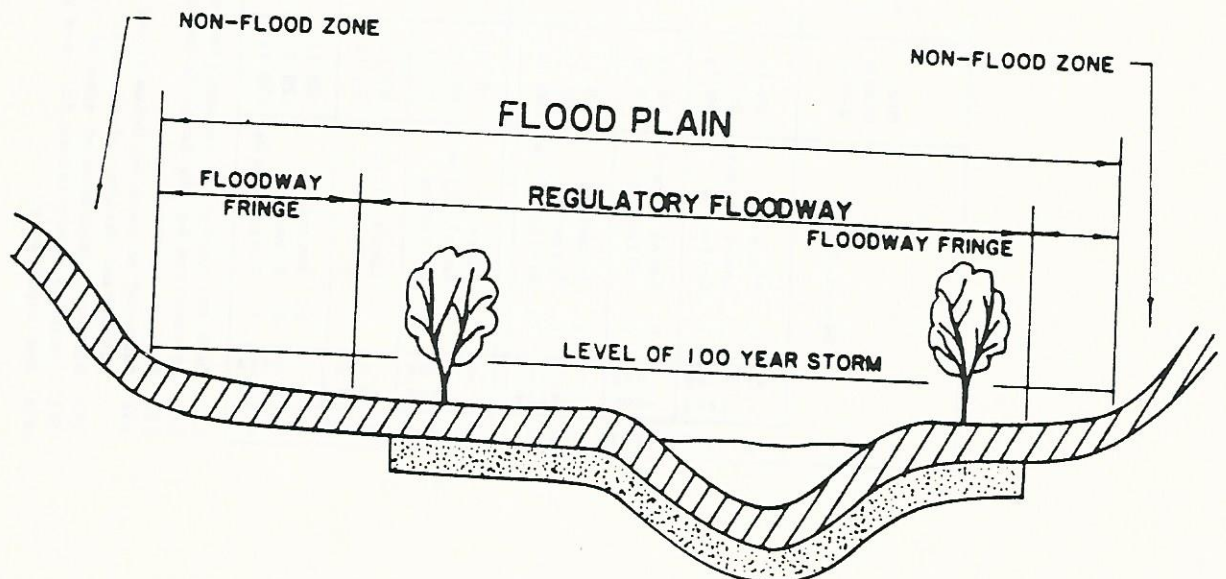 NON-FLOOD ZONE
NON-FLOOD ZONE
FLOOD PLAIN
FLOODWAY
FRINGE
REGULATORY FLOODWAY
FLOODWAY FRINGE
LEVEL OF 100 YEAR STORM